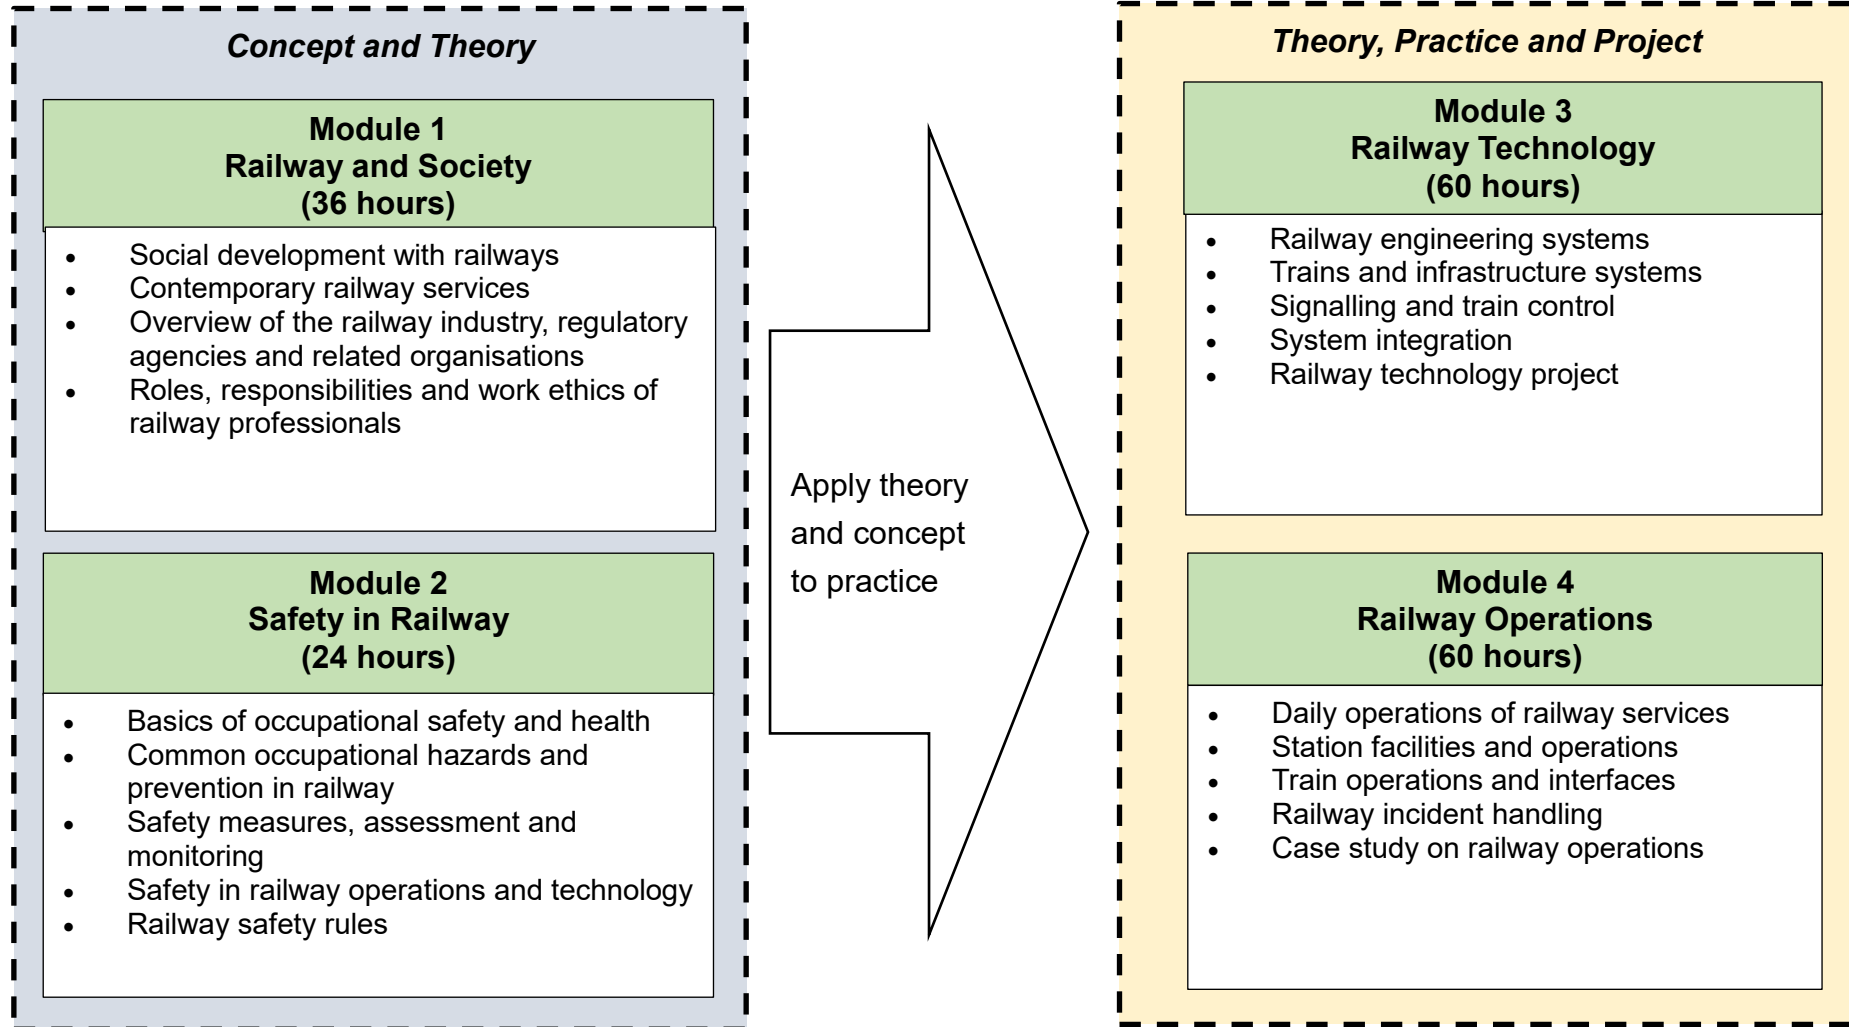 Concept and Theory
Module 1
Railway and Society
(36 hours)
• Social development with railways
• Contemporary railway services
• Overview of the railway industry, regulatory
agencies and related organisations
• Roles, responsibilities and work ethics of
railway professionals
Module 2
Safety in Railway
(24 hours)
• Basics of occupational safety and health
• Common occupational hazards and
prevention in railway
• Safety measures, assessment and
monitoring
• Safety in railway operations and technology
• Railway safety rules
Apply theory
and concept
to practice
Theory, Practice and Project
Module 3
Railway Technology
(60 hours)
• Railway engineering systems
• Trains and infrastructure systems
• Signalling and train control
• System integration
• Railway technology project
Module 4
Railway Operations
(60 hours)
• Daily operations of railway services
• Station facilities and operations
• Train operations and interfaces
• Railway incident handling
• Case study on railway operations